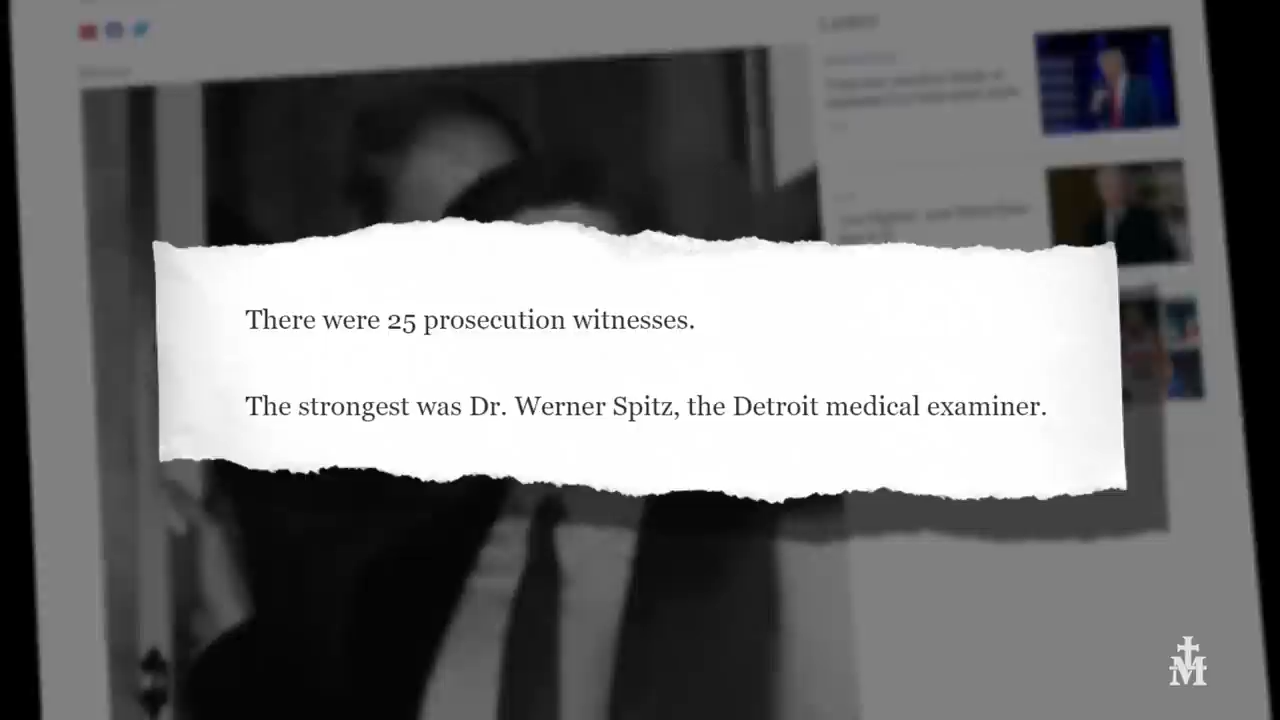 There were 25 prosecution witnesses.
The strongest was Dr. Werner Spitz, the Detroit medical examiner.